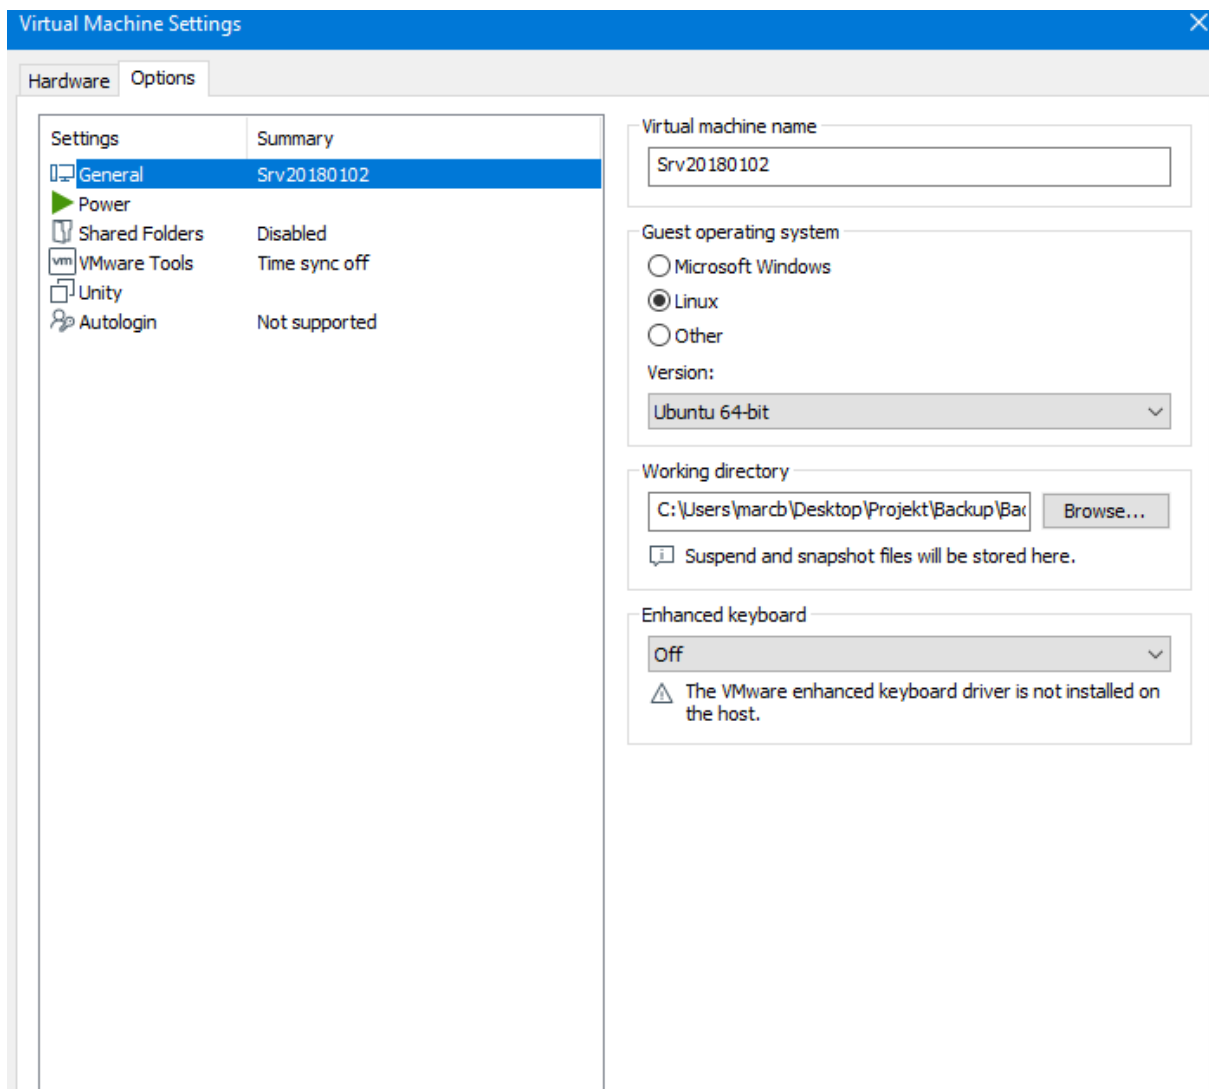 Virtual Machine Settings
Hardware Options
Settings Summary
General Srv20180102
Power
Shared Folders Disabled
vm VMware Tools Time sync off
Unity
Autologin Not supported
Virtual machine name
Srv20180102
Guest operating system
Microsoft Windows
Linux
Other
Version:
Ubuntu 64-bit
Working directory
C:\Users\marcb\Desktop\Projekt\Backup\Bac Browse...
Suspend and snapshot files will be stored here.
Enhanced keyboard
Off
The VMware enhanced keyboard driver is not installed on
the host.